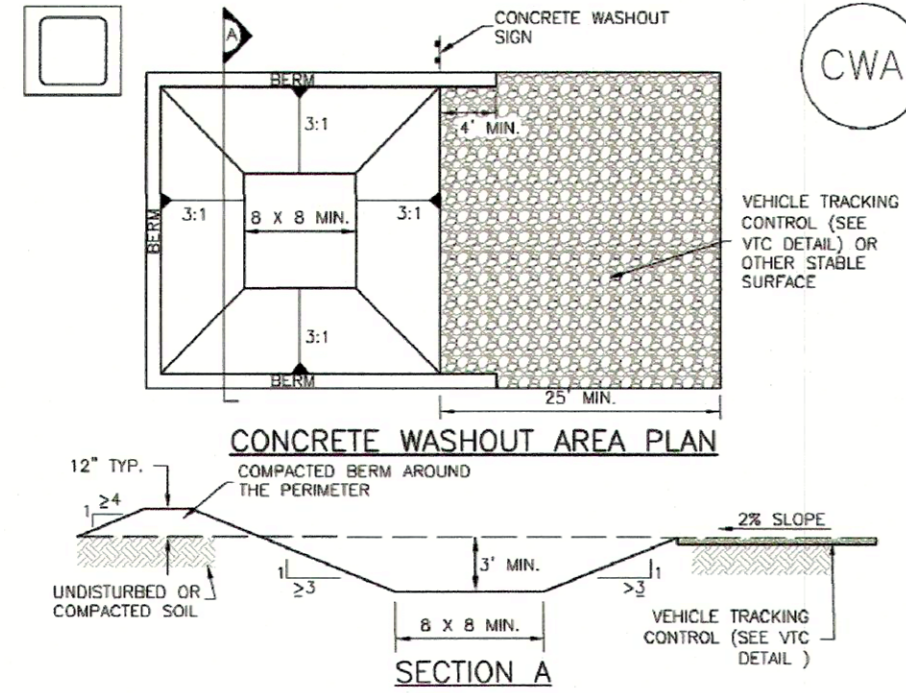 A
CONCRETE WASHOUT
SIGN
CWA
BERM
3:1
4' MIN.
BERM
3:1
8 X 8 MIN.
3:1
VEHICLE TRACKING
CONTROL (SEE
VTC DETAIL) OR
OTHER STABLE
SURFACE
3:1
BERM
25' MIN.
CONCRETE WASHOUT AREA PLAN
12" TYP.
COMPACTED BERM AROUND
THE PERIMETER
1
≥4
2% SLOPE
3' MIN.
1
≥3
≥3
1
UNDISTURBED OR
COMPACTED SOIL
8 X 8 MIN.
VEHICLE TRACKING
CONTROL (SEE VTC
DETAIL )
SECTION A